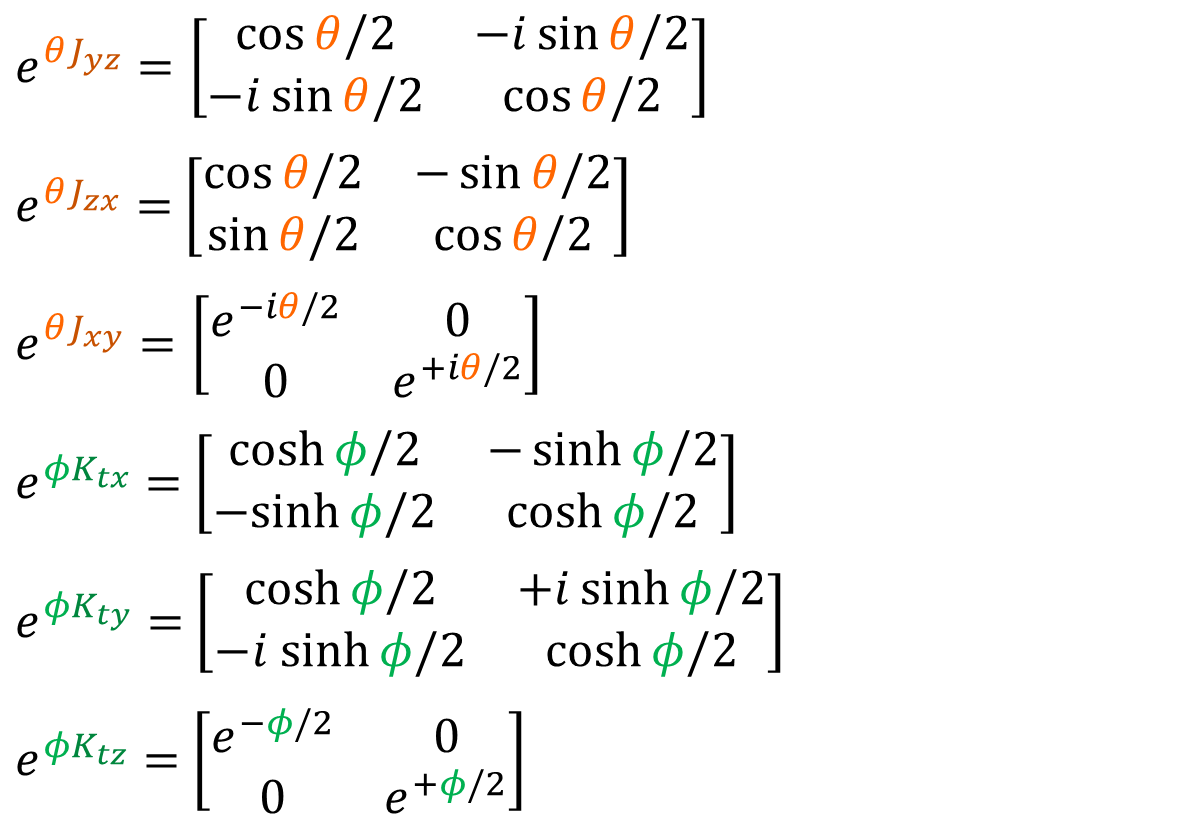 e^{θJ_{yz}} = [cos θ/2 −i sin θ/2
−i sin θ/2 cos θ/2]
e^{θJ_{zx}} = [cos θ/2 − sin θ/2
sin θ/2 cos θ/2]
e^{θJ_{xy}} = [e^{−iθ/2} 0
0 e^{+iθ/2}]
e^{ϕK_{tx}} = [cosh ϕ/2 − sinh ϕ/2
−sinh ϕ/2 cosh ϕ/2]
e^{ϕK_{ty}} = [cosh ϕ/2 +i sinh ϕ/2
−i sinh ϕ/2 cosh ϕ/2]
e^{ϕK_{tz}} = [e^{−ϕ/2} 0
0 e^{+ϕ/2}]